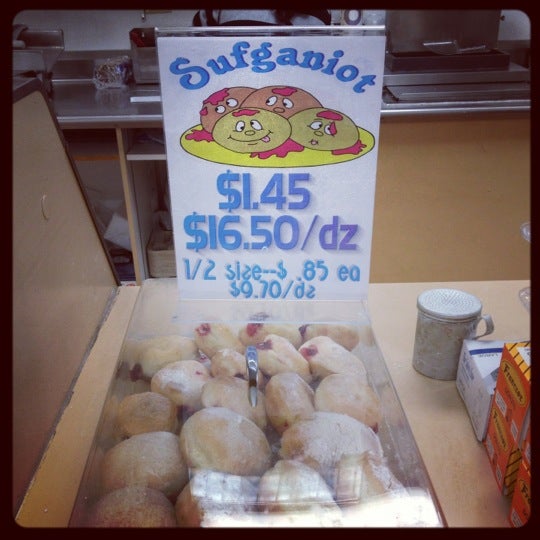 Sufganiot
$1.45
$16.50/dz
1/2 size--$ .85 ea
$9.70/dz